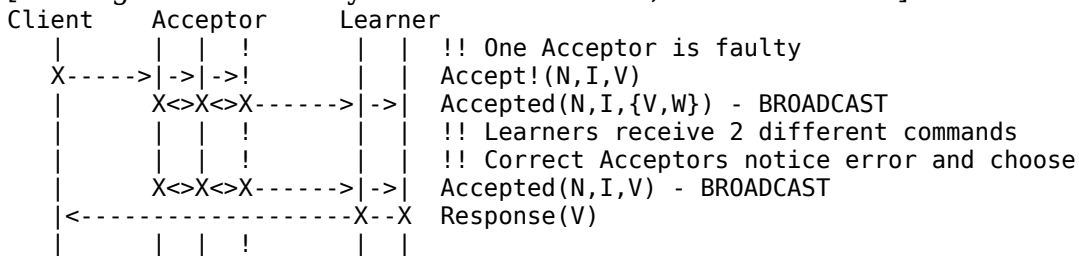 Client    Acceptor     Learner
   |      |  |  !       |  |  !! One Acceptor is faulty
   X----->|->|->!       |  |  Accept!(N,I,V)
   |      X<>X<>X------>|->|  Accepted(N,I,{V,W}) - BROADCAST
   |      |  |  !       |  |  !! Learners receive 2 different commands
   |      |  |  !       |  |  !! Correct Acceptors notice error and choose
   |      X<>X<>X------>|->|  Accepted(N,I,V) - BROADCAST
   |<-------------------X--X  Response(V)
   |      |  |  !       |  |